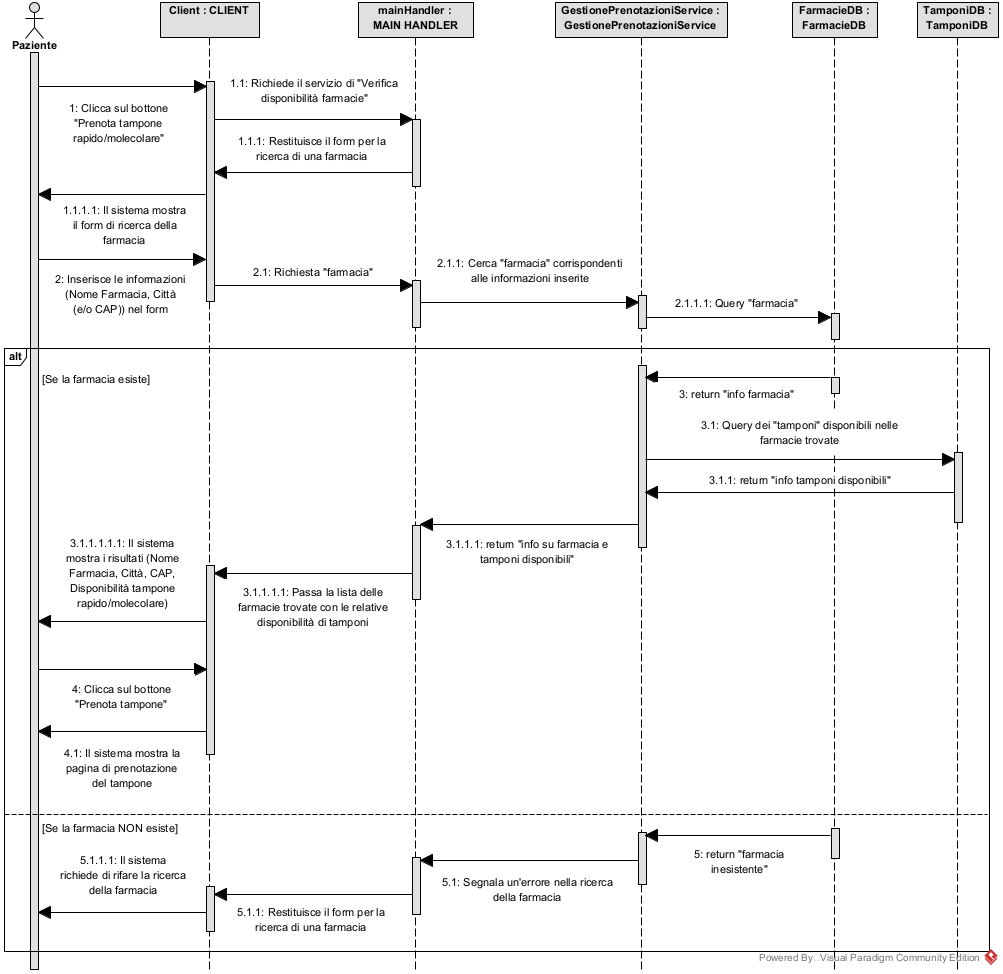 Client : CLIENT
mainHandler :
MAIN HANDLER
GestionePrenotazioniService :
GestionePrenotazioniService
FarmacieDB :
FarmacieDB
TamponiDB :
TamponiDB
Paziente
1: Clicca sul bottone
"Prenota tampone
rapido/molecolare"
1.1: Richiede il servizio di "Verifica
disponibilità farmacie"
1.1.1: Restituisce il form per la
ricerca di una farmacia
1.1.1.1: Il sistema mostra
il form di ricerca della
farmacia
2: Inserisce le informazioni
(Nome Farmacia, Città
(e/o CAP)) nel form
2.1: Richiesta "farmacia"
2.1.1: Cerca "farmacia" corrispondenti
alle informazioni inserite
2.1.1.1: Query "farmacia"
alt
[Se la farmacia esiste]
3: return "info farmacia"
3.1: Query dei "tamponi" disponibili nelle
farmacie trovate
3.1.1: return "info tamponi disponibili"
3.1.1.1: return "info su farmacia e
tamponi disponibili"
3.1.1.1.1: Passa la lista delle
farmacie trovate con le relative
disponibilità di tamponi
3.1.1.1.1.1: Il sistema
mostra i risultati (Nome
Farmacia, Città, CAP,
Disponibilità tampone
rapido/molecolare)
4: Clicca sul bottone
"Prenota tampone"
4.1: Il sistema mostra la
pagina di prenotazione
del tampone
[Se la farmacia NON esiste]
5: return "farmacia
inesistente"
5.1: Segnala un'errore nella ricerca
della farmacia
5.1.1: Restituisce il form per la
ricerca di una farmacia
5.1.1.1: Il sistema
richiede di rifare la ricerca
della farmacia
Powered By Visual Paradigm Community Edition